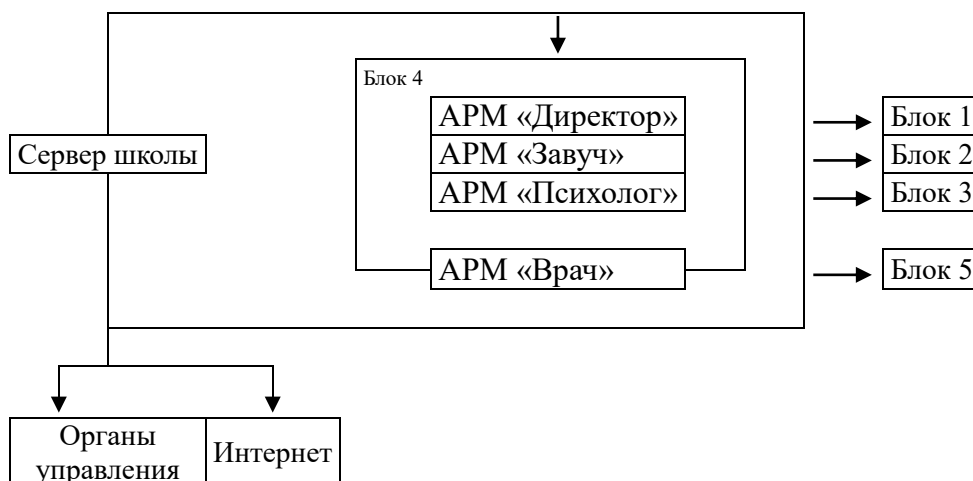 Блок 4
АРМ «Директор»
Блок 1
Сервер школы
АРМ «Завуч»
Блок 2
АРМ «Психолог»
Блок 3
АРМ «Врач»
Блок 5
Органы
управления
Интернет